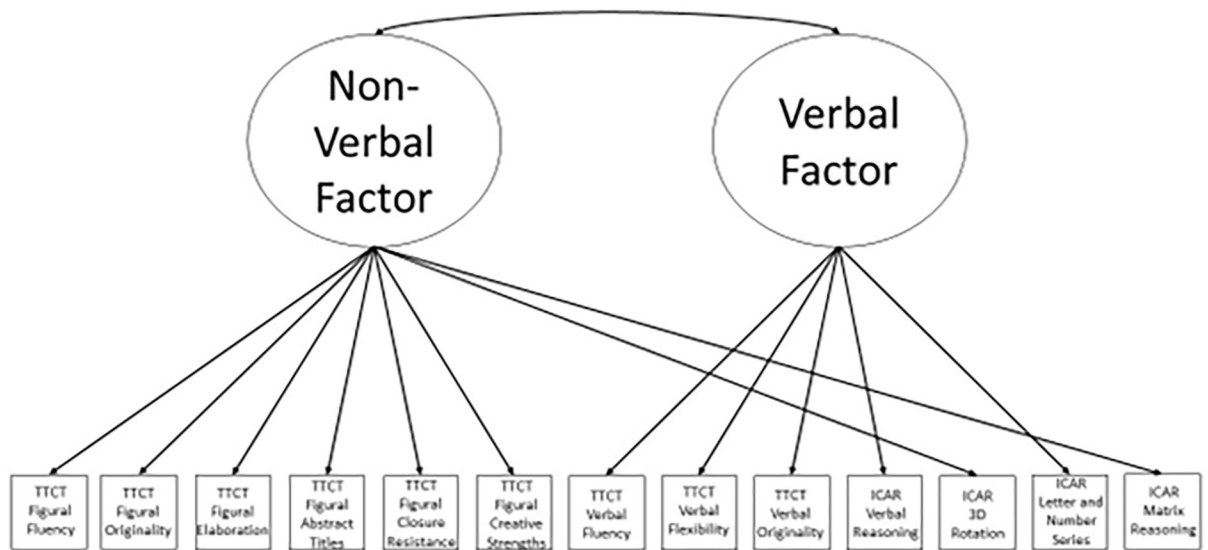 Non-
Verbal
Factor
Verbal
Factor
TTCT
Figural
Fluency
TTCT
Figural
Originality
TTCT
Figural
Elaboration
TTCT
Figural
Abstract
Titles
TTCT
Figural
Closure
Resistance
TTCT
Figural
Creative
Strengths
TTCT
Verbal
Fluency
TTCT
Verbal
Flexibility
TTCT
Verbal
Originality
ICAR
Verbal
Reasoning
ICAR
3D
Rotation
ICAR
Letter and
Number
Series
ICAR
Matrix
Reasoning